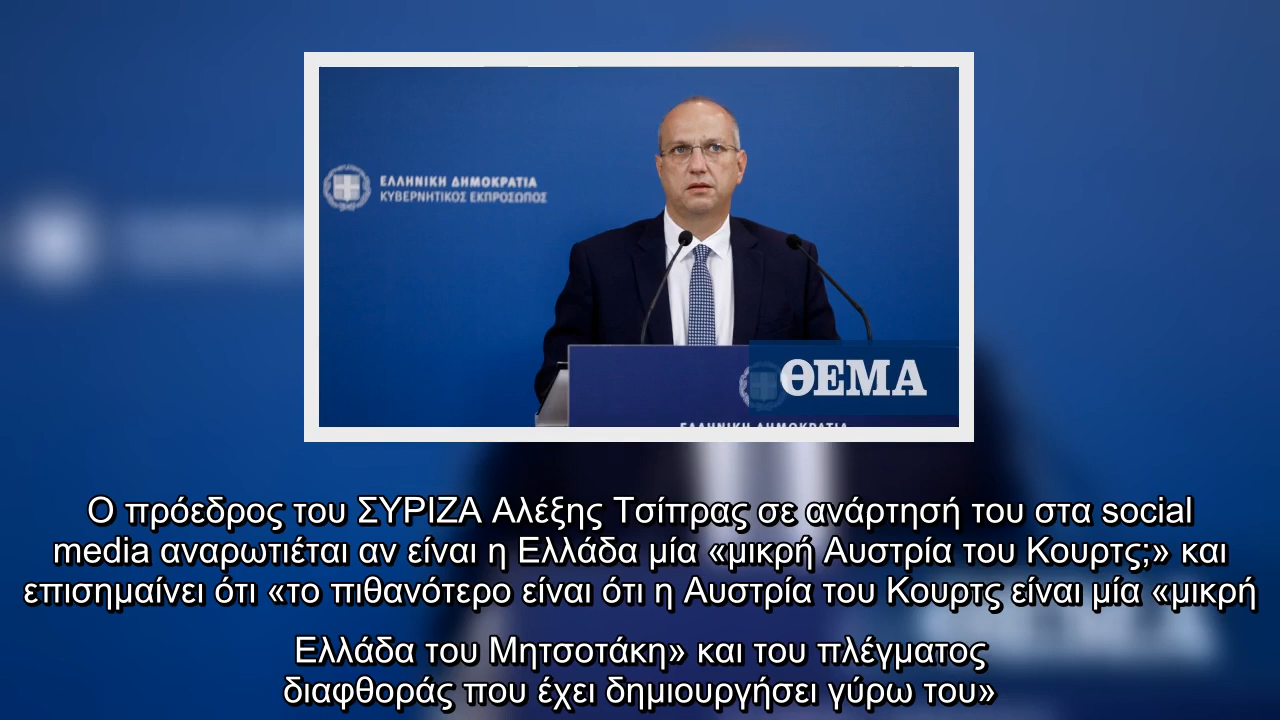 ΕΛΛΗΝΙΚΗ ΔΗΜΟΚΡΑΤΙΑ
ΚΥΒΕΡΝΗΤΙΚΟΣ ΕΚΠΡΟΣΩΠΟΣ
ΘΕΜΑ
ΕΛΛΗΝΙΚΗ ΔΗΜΟΚΡΑΤΙΑ
Ο πρόεδρος του ΣΥΡΙΖΑ Αλέξης Τσίπρας σε ανάρτησή του στα social
media αναρωτιέται αν είναι η Ελλάδα μία «μικρή Αυστρία του Κουρτς;» και
επισημαίνει ότι «το πιθανότερο είναι ότι η Αυστρία του Κουρτς είναι μία «μικρή
Ελλάδα του Μητσοτάκη» και του πλέγματος
διαφθοράς που έχει δημιουργήσει γύρω του»